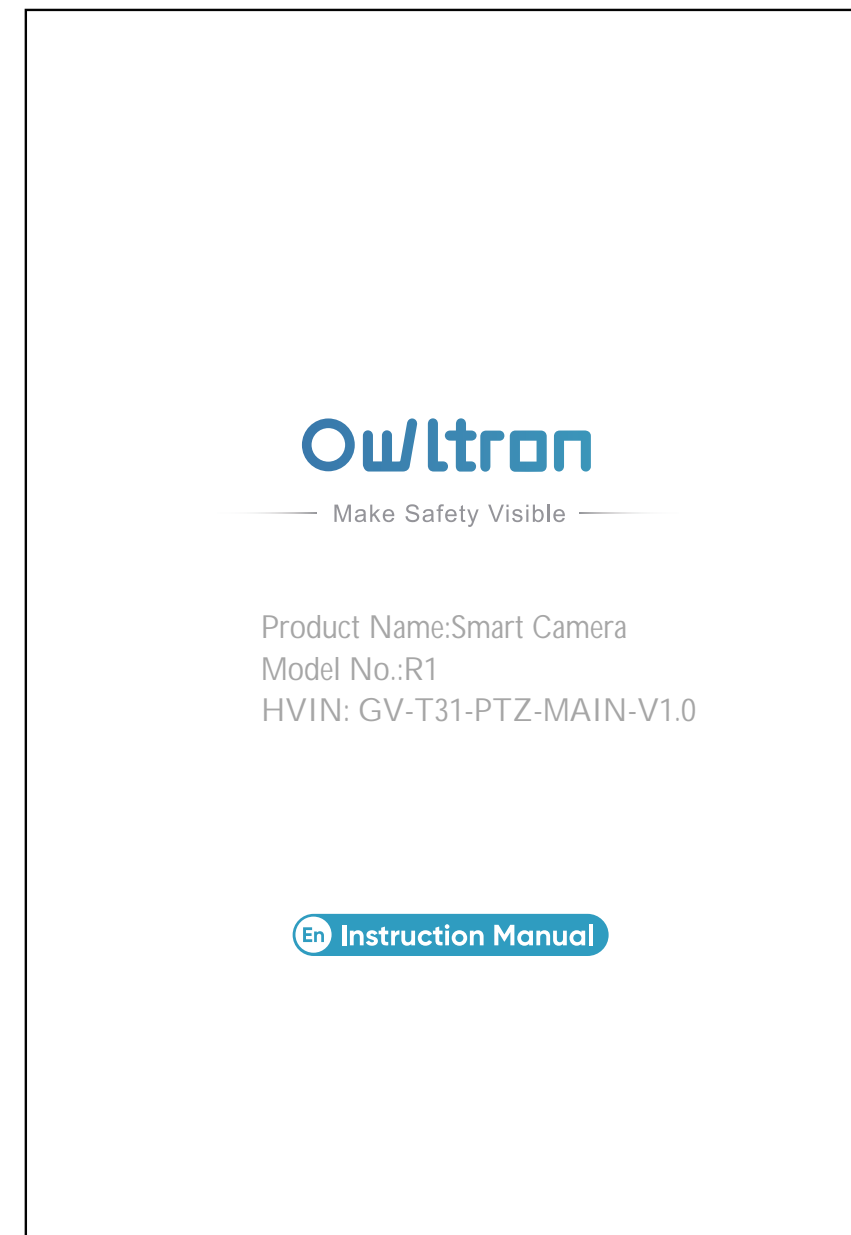 Owltron
Make Safety Visible
Product Name:Smart Camera
Model No.:R1
HVIN: GV-T31-PTZ-MAIN-V1.0
En Instruction Manual